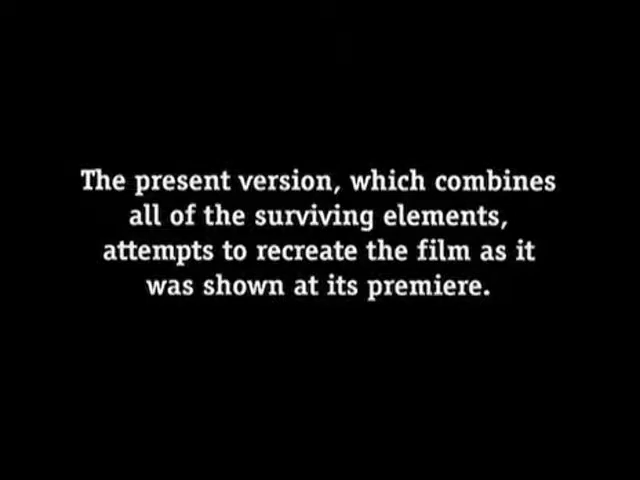 The present version, which combines
all of the surviving elements,
attempts to recreate the film as it
was shown at its premiere.